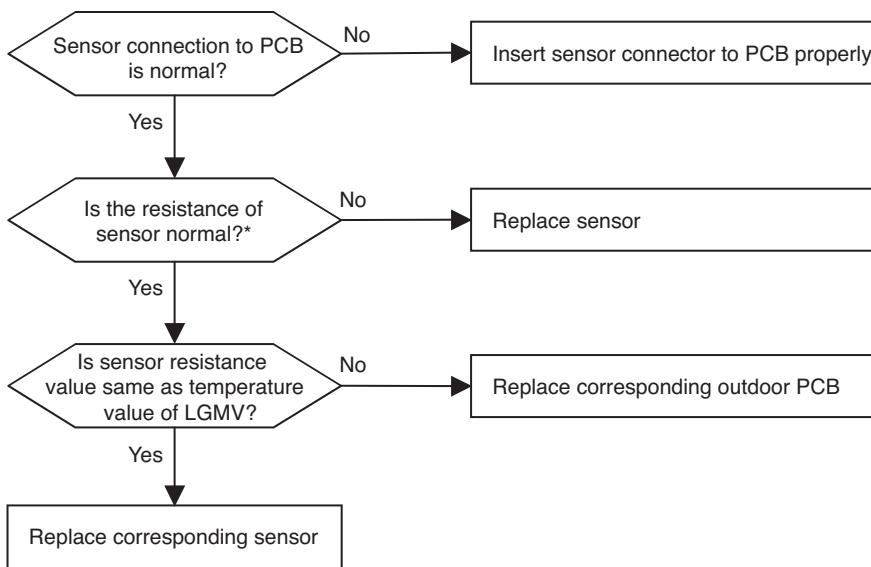 Sensor connection to PCB
is normal?
No
Insert sensor connector to PCB properly
Yes
Is the resistance of
sensor normal?*
No
Replace sensor
Yes
Is sensor resistance
value same as temperature
value of LGMV?
No
Replace corresponding outdoor PCB
Yes
Replace corresponding sensor